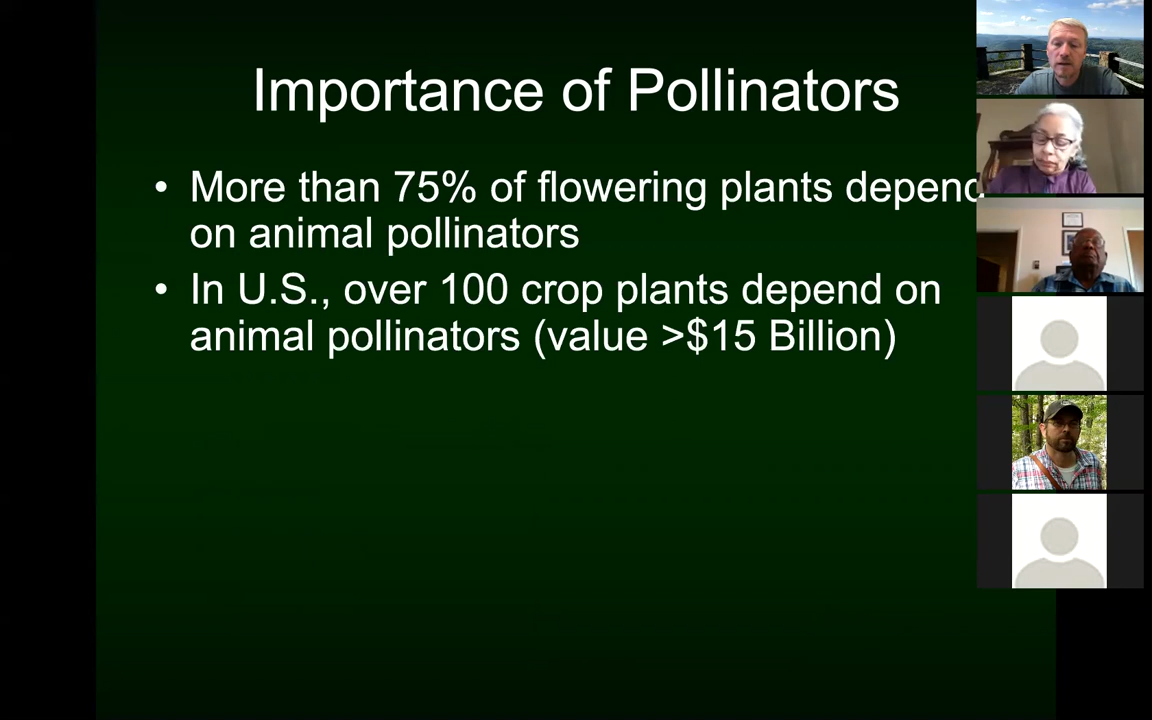 Importance of Pollinators
• More than 75% of flowering plants depend
on animal pollinators
• In U.S., over 100 crop plants depend on
animal pollinators (value >$15 Billion)